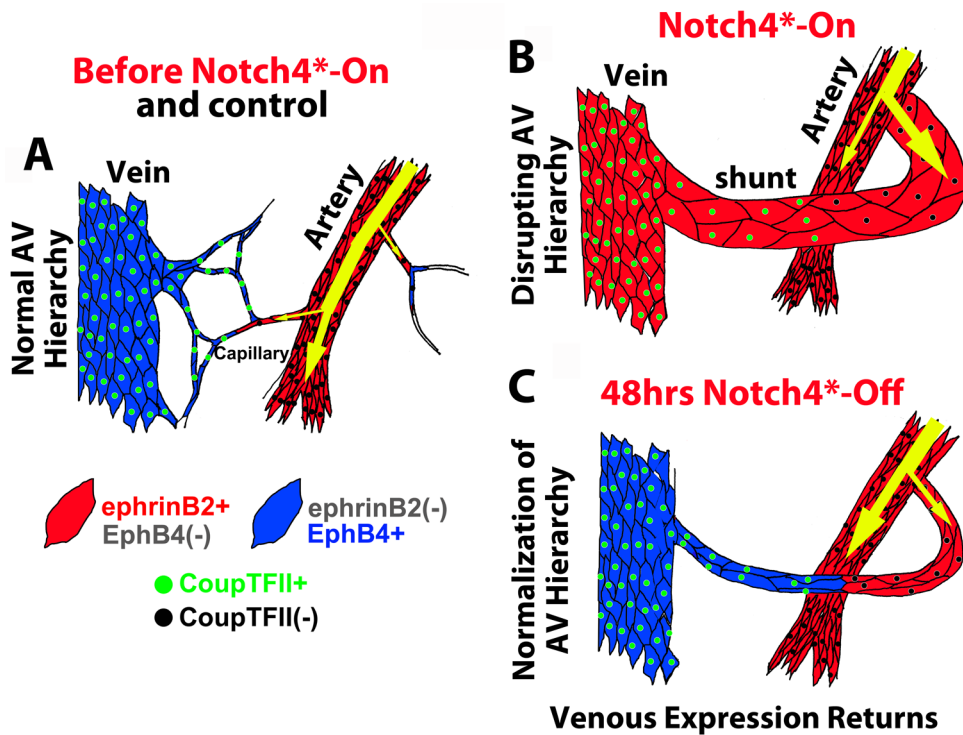 Before Notch4*-On
and control
A
Vein
Artery
Normal AV
Hierarchy
Capillary
ephrinB2+
EphB4(-)
ephrinB2(-)
EphB4+
CoupTFII+
CoupTFII(-)
Notch4*-On
B
Vein
Artery
Disrupting AV
Hierarchy
shunt
C
48hrs Notch4*-Off
Normalization of
AV Hierarchy
Venous Expression Returns